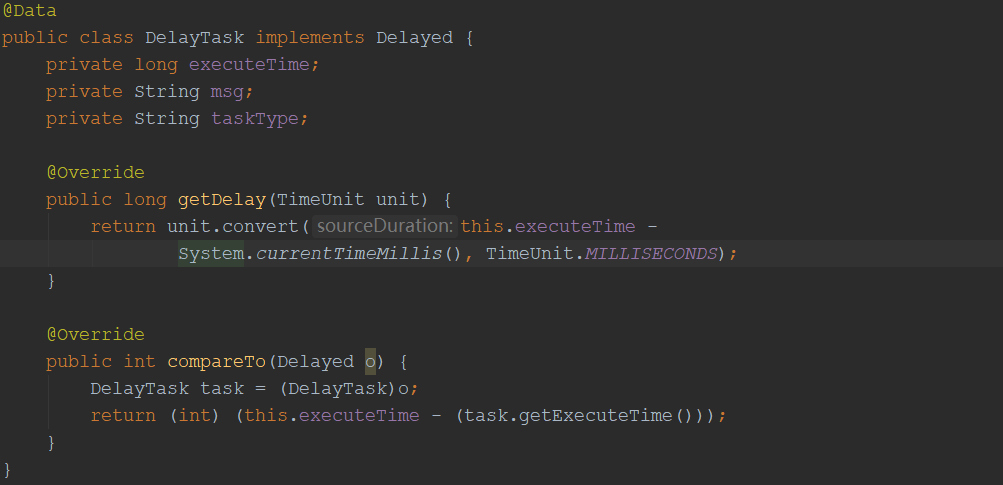 @Data
public class DelayTask implements Delayed {
    private long executeTime;
    private String msg;
    private String taskType;

    @Override
    public long getDelay(TimeUnit unit) {
        return unit.convert( sourceDuration: this.executeTime -
                System.currentTimeMillis(), TimeUnit.MILLISECONDS);
    }

    @Override
    public int compareTo(Delayed o) {
        DelayTask task = (DelayTask)o;
        return (int) (this.executeTime - (task.getExecuteTime()));
    }
}